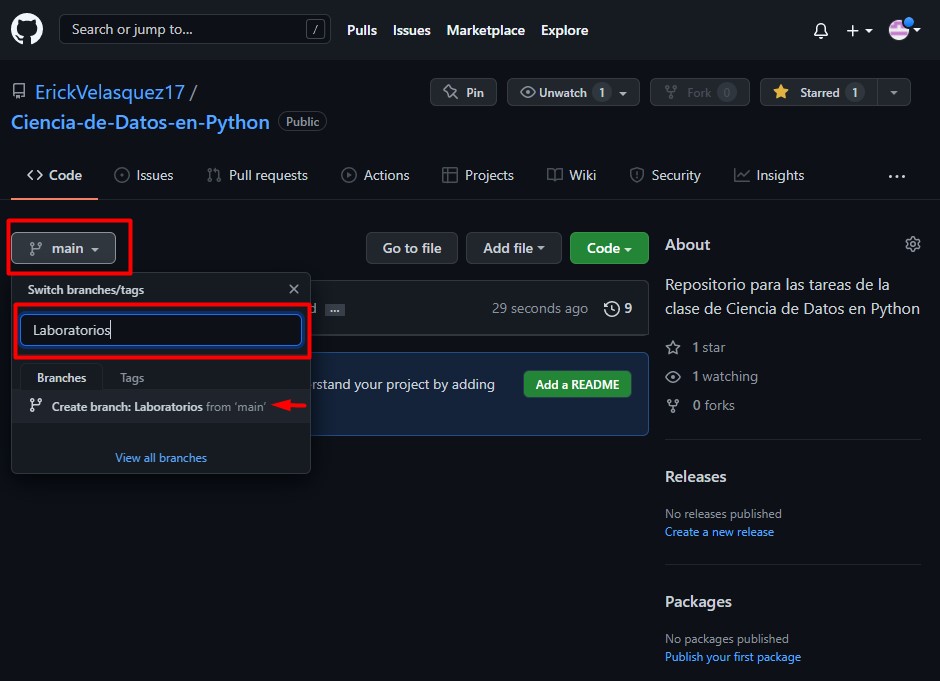 Search or jump to... /
Pulls Issues Marketplace Explore
ErickVelasquez17 /
Ciencia-de-Datos-en-Python Public
Pin Unwatch 1 Fork 0 Starred 1
Code Issues Pull requests Actions Projects Wiki Security Insights ...
main Go to file Add file Code
Switch branches/tags
Laboratorios
Branches Tags
Create branch: Laboratorios from 'main'
View all branches
d ... 29 seconds ago 9
rstand your project by adding Add a README
About
Repositorio para las tareas de la
clase de Ciencia de Datos en Python
1 star
1 watching
0 forks
Releases
No releases published
Create a new release
Packages
No packages published
Publish your first package